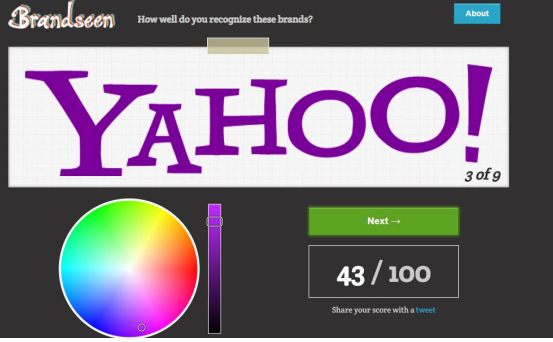 Brandseen
How well do you recognize these brands?
About
YAHOO!
3 of 9
Next →
43 / 100
Share your score with a tweet